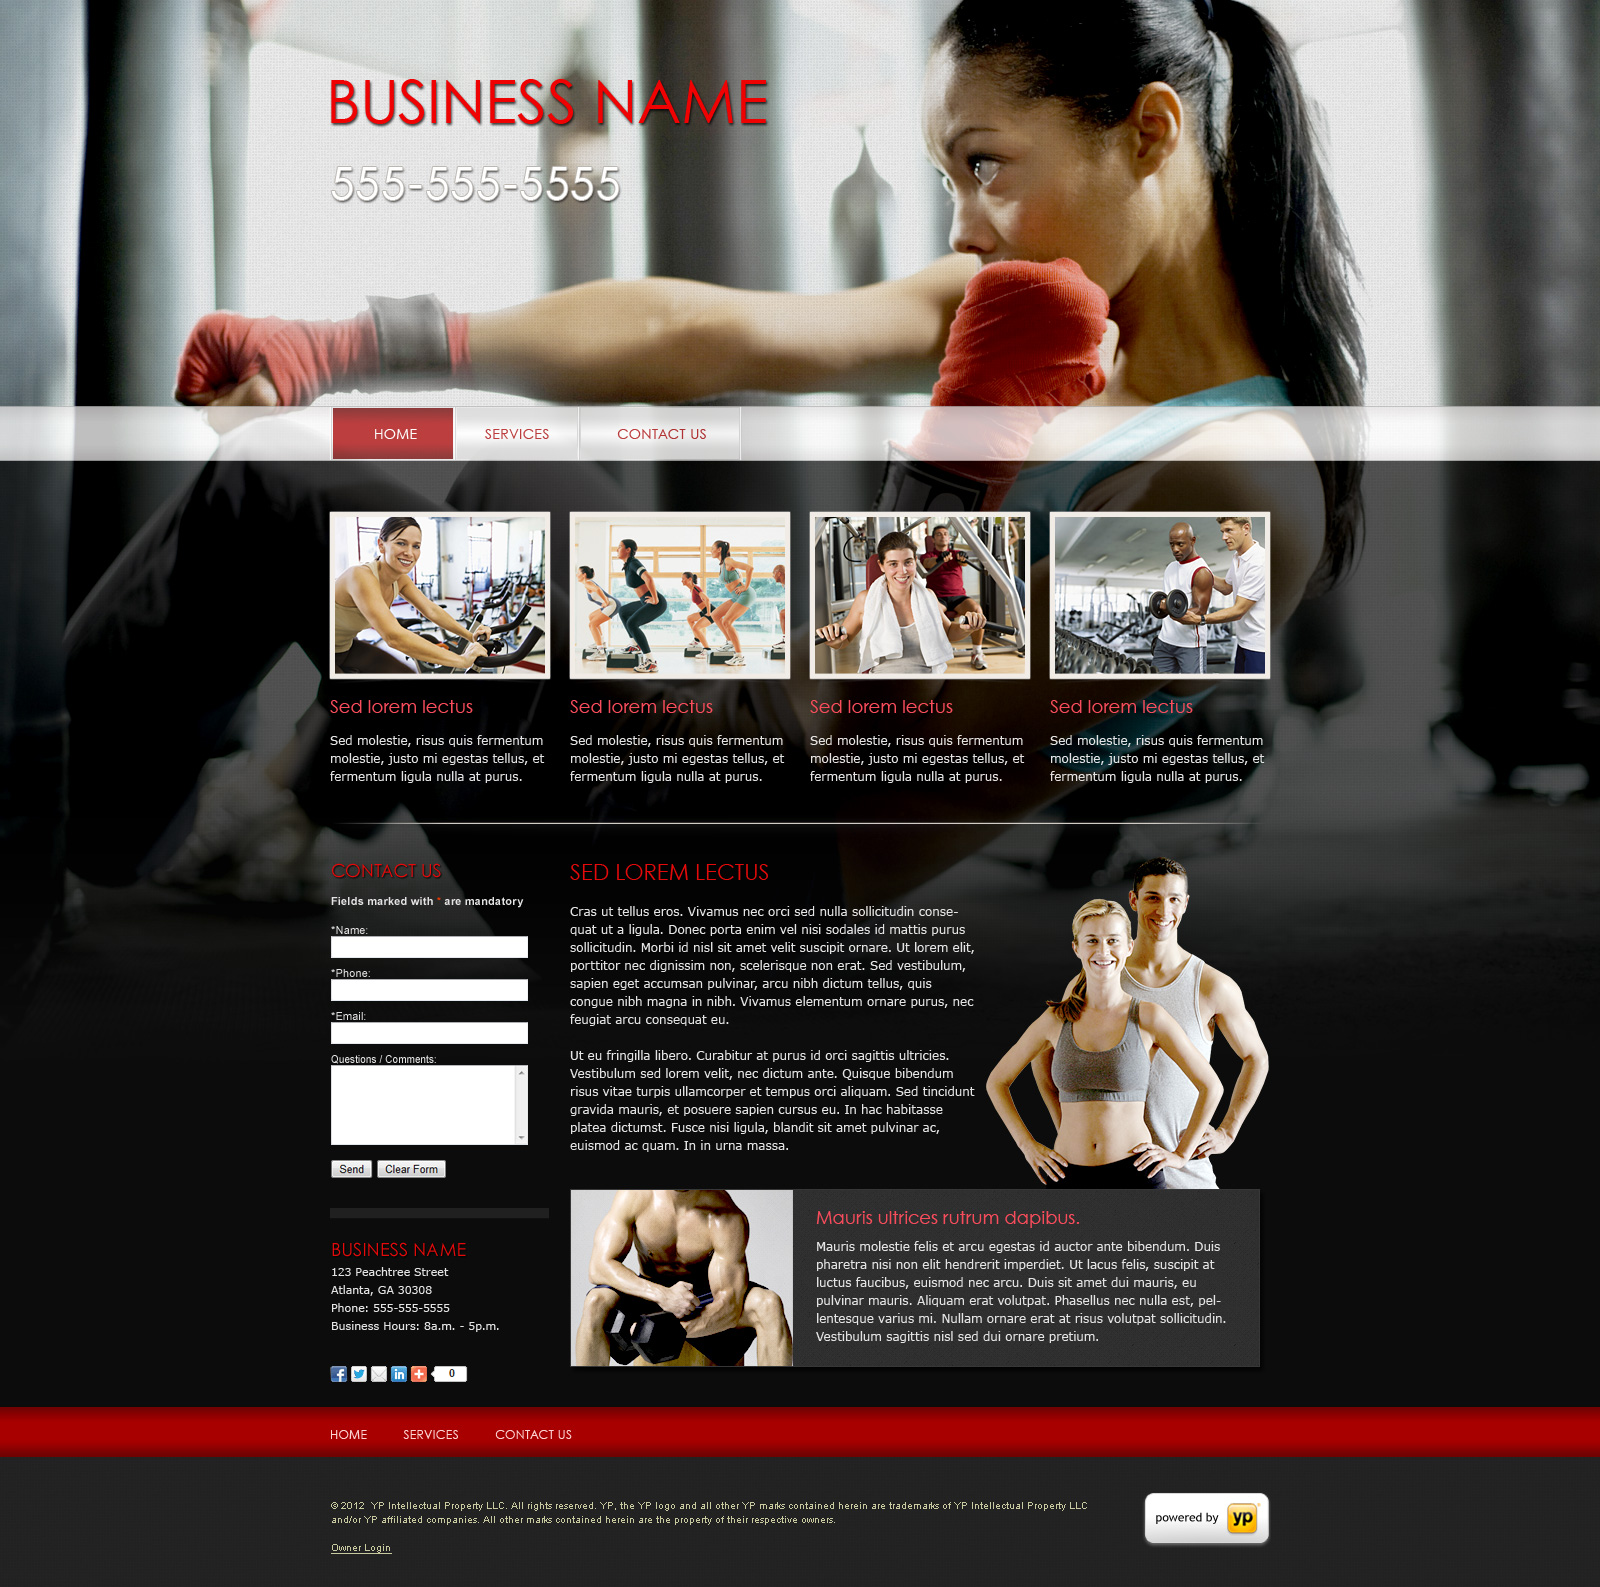 BUSINESS NAME
555-555-5555
HOME
SERVICES
CONTACT US
Sed lorem lectus
Sed molestie, risus quis fermentum
molestie, justo mi egestas tellus, et
fermentum ligula nulla at purus.
Sed lorem lectus
Sed molestie, risus quis fermentum
molestie, justo mi egestas tellus, et
fermentum ligula nulla at purus.
Sed lorem lectus
Sed molestie, risus quis fermentum
molestie, justo mi egestas tellus, et
fermentum ligula nulla at purus.
Sed lorem lectus
Sed molestie, risus quis fermentum
molestie, justo mi egestas tellus, et
fermentum ligula nulla at purus.
CONTACT US
Fields marked with * are mandatory
*Name:
*Phone:
*Email:
Questions / Comments:
Send
Clear Form
BUSINESS NAME
123 Peachtree Street
Atlanta, GA 30308
Phone: 555-555-5555
Business Hours: 8a.m. - 5p.m.
f
in
0
SED LOREM LECTUS
Cras ut tellus eros. Vivamus nec orci sed nulla sollicitudin conse-
quat ut a ligula. Donec porta enim vel nisi sodales id mattis purus
sollicitudin. Morbi id nisl sit amet velit suscipit ornare. Ut lorem elit,
porttitor nec dignissim non, scelerisque non erat. Sed vestibulum,
sapien eget accumsan pulvinar, arcu nibh dictum tellus, quis
congue nibh magna in nibh. Vivamus elementum ornare purus, nec
feugiat arcu consequat eu.
Ut eu fringilla libero. Curabitur at purus id orci sagittis ultricies.
Vestibulum sed lorem velit, nec dictum ante. Quisque bibendum
risus vitae turpis ullamcorper et tempus orci aliquam. Sed tincidunt
gravida mauris, et posuere sapien cursus eu. In hac habitasse
platea dictumst. Fusce nisi ligula, blandit sit amet pulvinar ac,
euismod ac quam. In in urna massa.
Mauris ultrices rutrum dapibus.
Mauris molestie felis et arcu egestas id auctor ante bibendum. Duis
pharetra nisi non elit hendrerit imperdiet. Ut lacus felis, suscipit at
luctus faucibus, euismod nec arcu. Duis sit amet dui mauris, eu
pulvinar mauris. Aliquam erat volutpat. Phasellus nec nulla est, pel-
lentesque varius mi. Nullam ornare erat at risus volutpat sollicitudin.
Vestibulum sagittis nisl sed dui ornare pretium.
HOME
SERVICES
CONTACT US
© 2012 YP Intellectual Property LLC. All rights reserved. YP, the YP logo and all other YP marks contained herein are trademarks of YP Intellectual Property LLC
and/or YP affiliated companies. All other marks contained herein are the property of their respective owners.
Owner Login
powered by yp